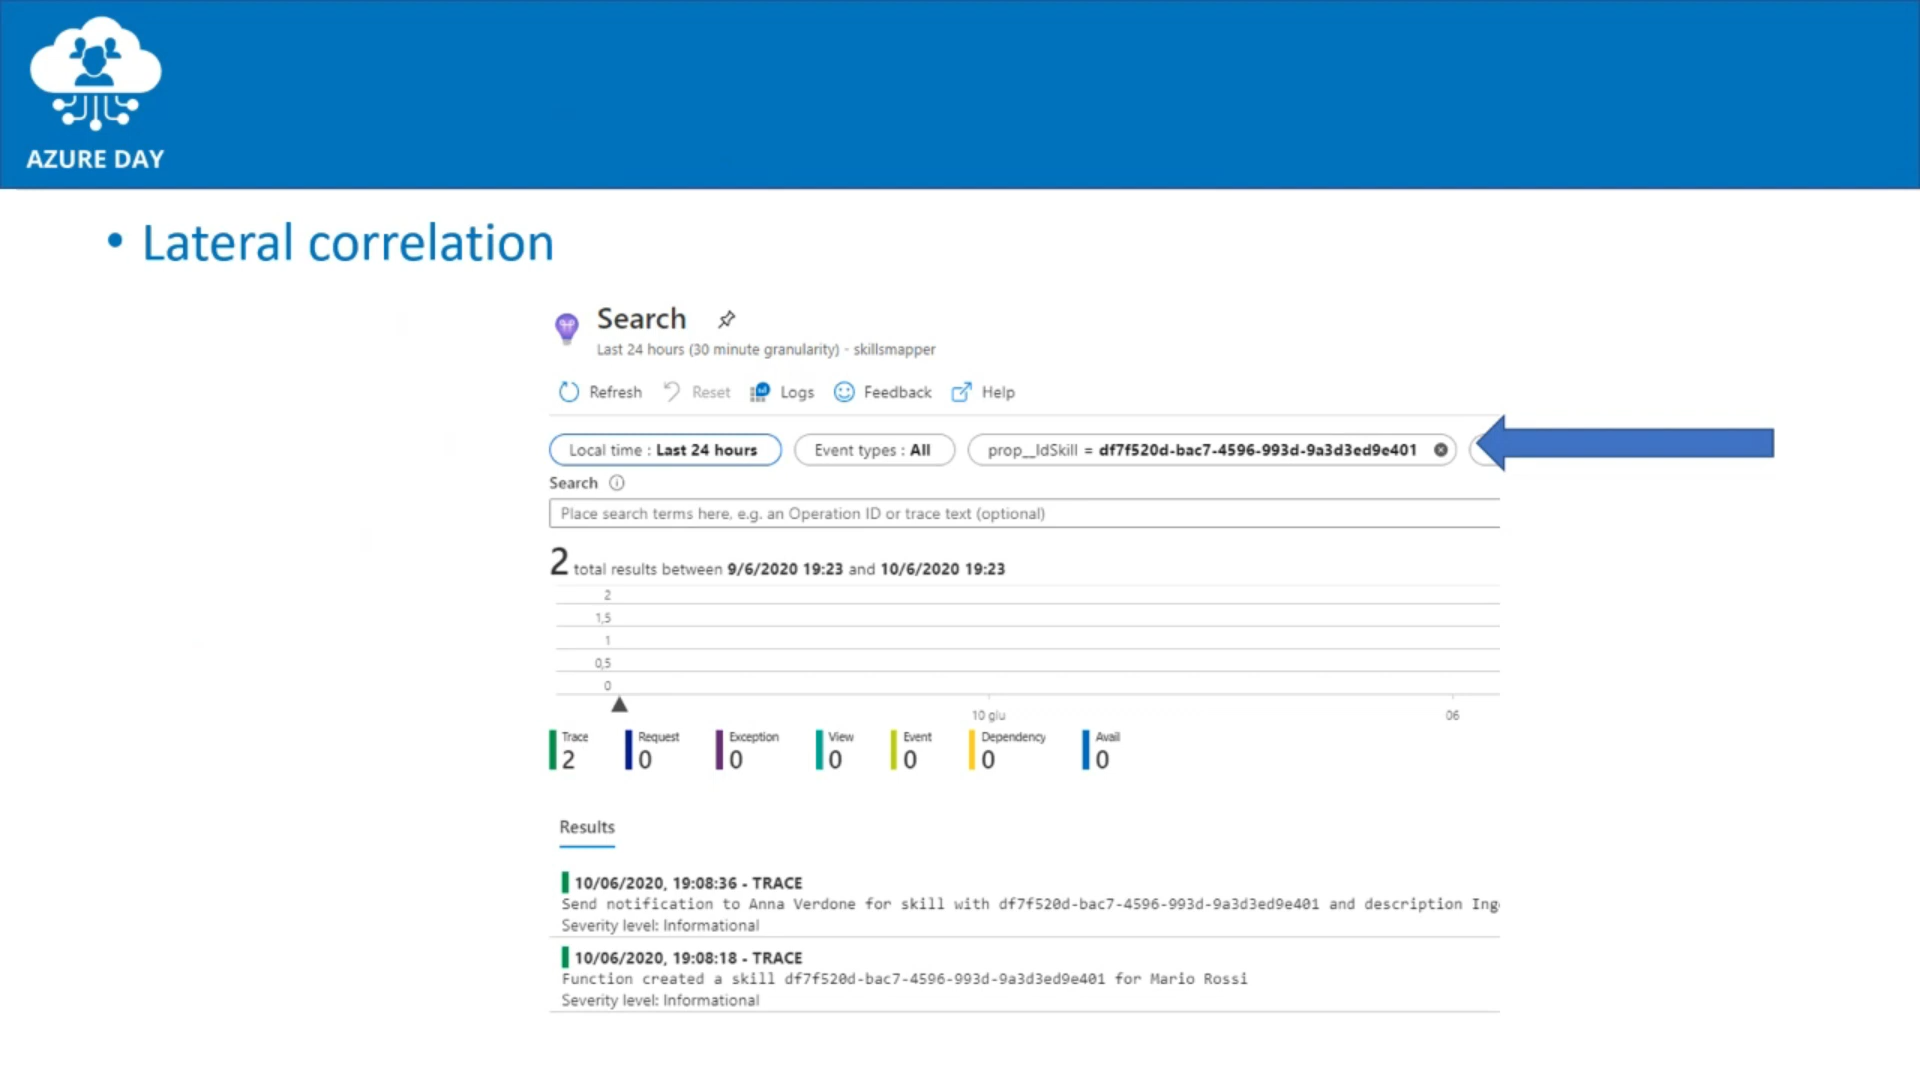 AZURE DAY
• Lateral correlation
Search
Last 24 hours (30 minute granularity) - skillsmapper
Refresh Reset Logs Feedback Help
Local time : Last 24 hours Event types : All prop__IdSkill = df7f520d-bac7-4596-993d-9a3d3ed9e401
Search
Place search terms here, e.g. an Operation ID or trace text (optional)
2 total results between 9/6/2020 19:23 and 10/6/2020 19:23
2
1,5
1
0,5
0
10 giu 06
Trace Request Exception View Event Dependency Avail
2 0 0 0 0 0 0
Results
10/06/2020, 19:08:36 - TRACE
Send notification to Anna Verdone for skill with df7f520d-bac7-4596-993d-9a3d3ed9e401 and description Ing
Severity level: Informational
10/06/2020, 19:08:18 - TRACE
Function created a skill df7f520d-bac7-4596-993d-9a3d3ed9e401 for Mario Rossi
Severity level: Informational